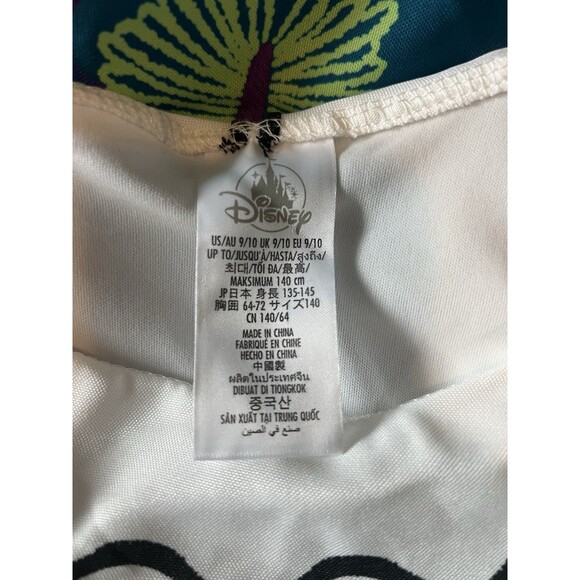 DISNEY
US/AU 9/10 UK 9/10 EU 9/10
UP TO/JUSQU'À/HASTA/สูงถึง/
최대/TỐI ĐA/最高/
MAKSIMUM 140 cm
JP日本 身長 135-145
胸囲 64-72 サイズ140
CN 140/64
MADE IN CHINA
FABRIQUÉ EN CHINE
HECHO EN CHINA
中國製
ผลิตในประเทศจีน
DIBUAT DI TIONGKOK
중국산
SẢN XUẤT TẠI TRUNG QUỐC
صنع في الصين